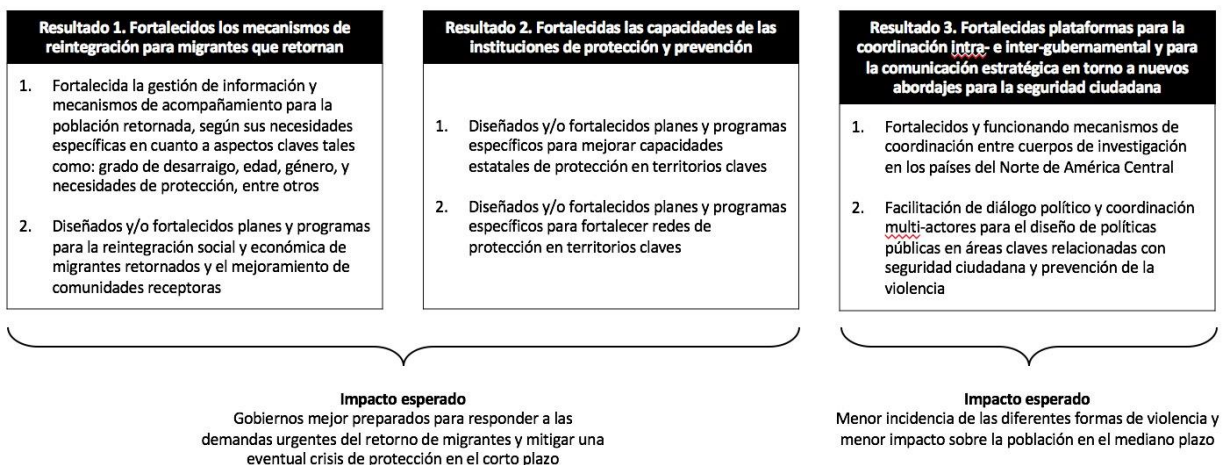 Resultado 1. Fortalecidos los mecanismos de
reintegración para migrantes que retornan
1. Fortalecida la gestión de información y
mecanismos de acompañamiento para la
población retornada, según sus necesidades
específicas en cuanto a aspectos claves tales
como: grado de desarraigo, edad, género, y
necesidades de protección, entre otros
2. Diseñados y/o fortalecidos planes y programas
para la reintegración social y económica de
migrantes retornados y el mejoramiento de
comunidades receptoras
Resultado 2. Fortalecidas las capacidades de las
instituciones de protección y prevención
1. Diseñados y/o fortalecidos planes y programas
específicos para mejorar capacidades
estatales de protección en territorios claves
2. Diseñados y/o fortalecidos planes y programas
específicos para fortalecer redes de
protección en territorios claves
Resultado 3. Fortalecidas plataformas para la
coordinación intra- e inter-gubernamental y para
la comunicación estratégica en torno a nuevos
abordajes para la seguridad ciudadana
1. Fortalecidos y funcionando mecanismos de
coordinación entre cuerpos de investigación
en los países del Norte de América Central
2. Facilitación de diálogo político y coordinación
multi-actores para el diseño de políticas
públicas en áreas claves relacionadas con
seguridad ciudadana y prevención de la
violencia
Impacto esperado
Gobiernos mejor preparados para responder a las
demandas urgentes del retorno de migrantes y mitigar una
eventual crisis de protección en el corto plazo
Impacto esperado
Menor incidencia de las diferentes formas de violencia y
menor impacto sobre la población en el mediano plazo